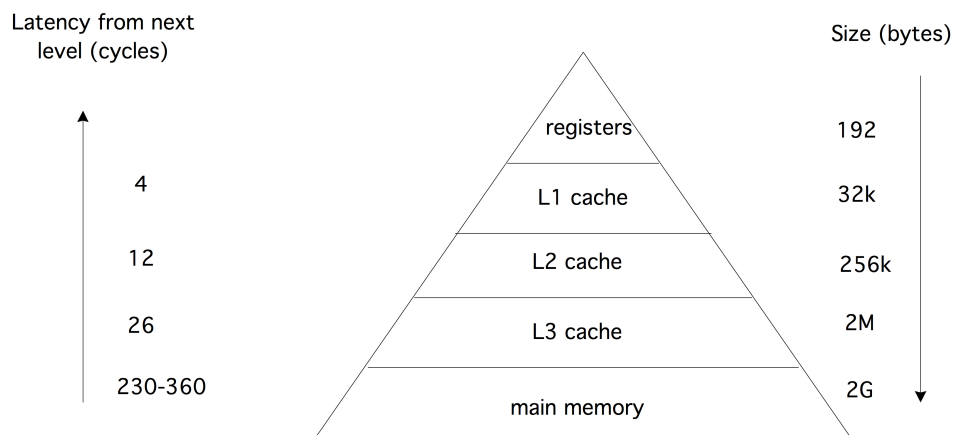 Latency from next
level (cycles)
Size (bytes)
registers
192
4
L1 cache
32k
12
L2 cache
256k
26
L3 cache
2M
230-360
main memory
2G